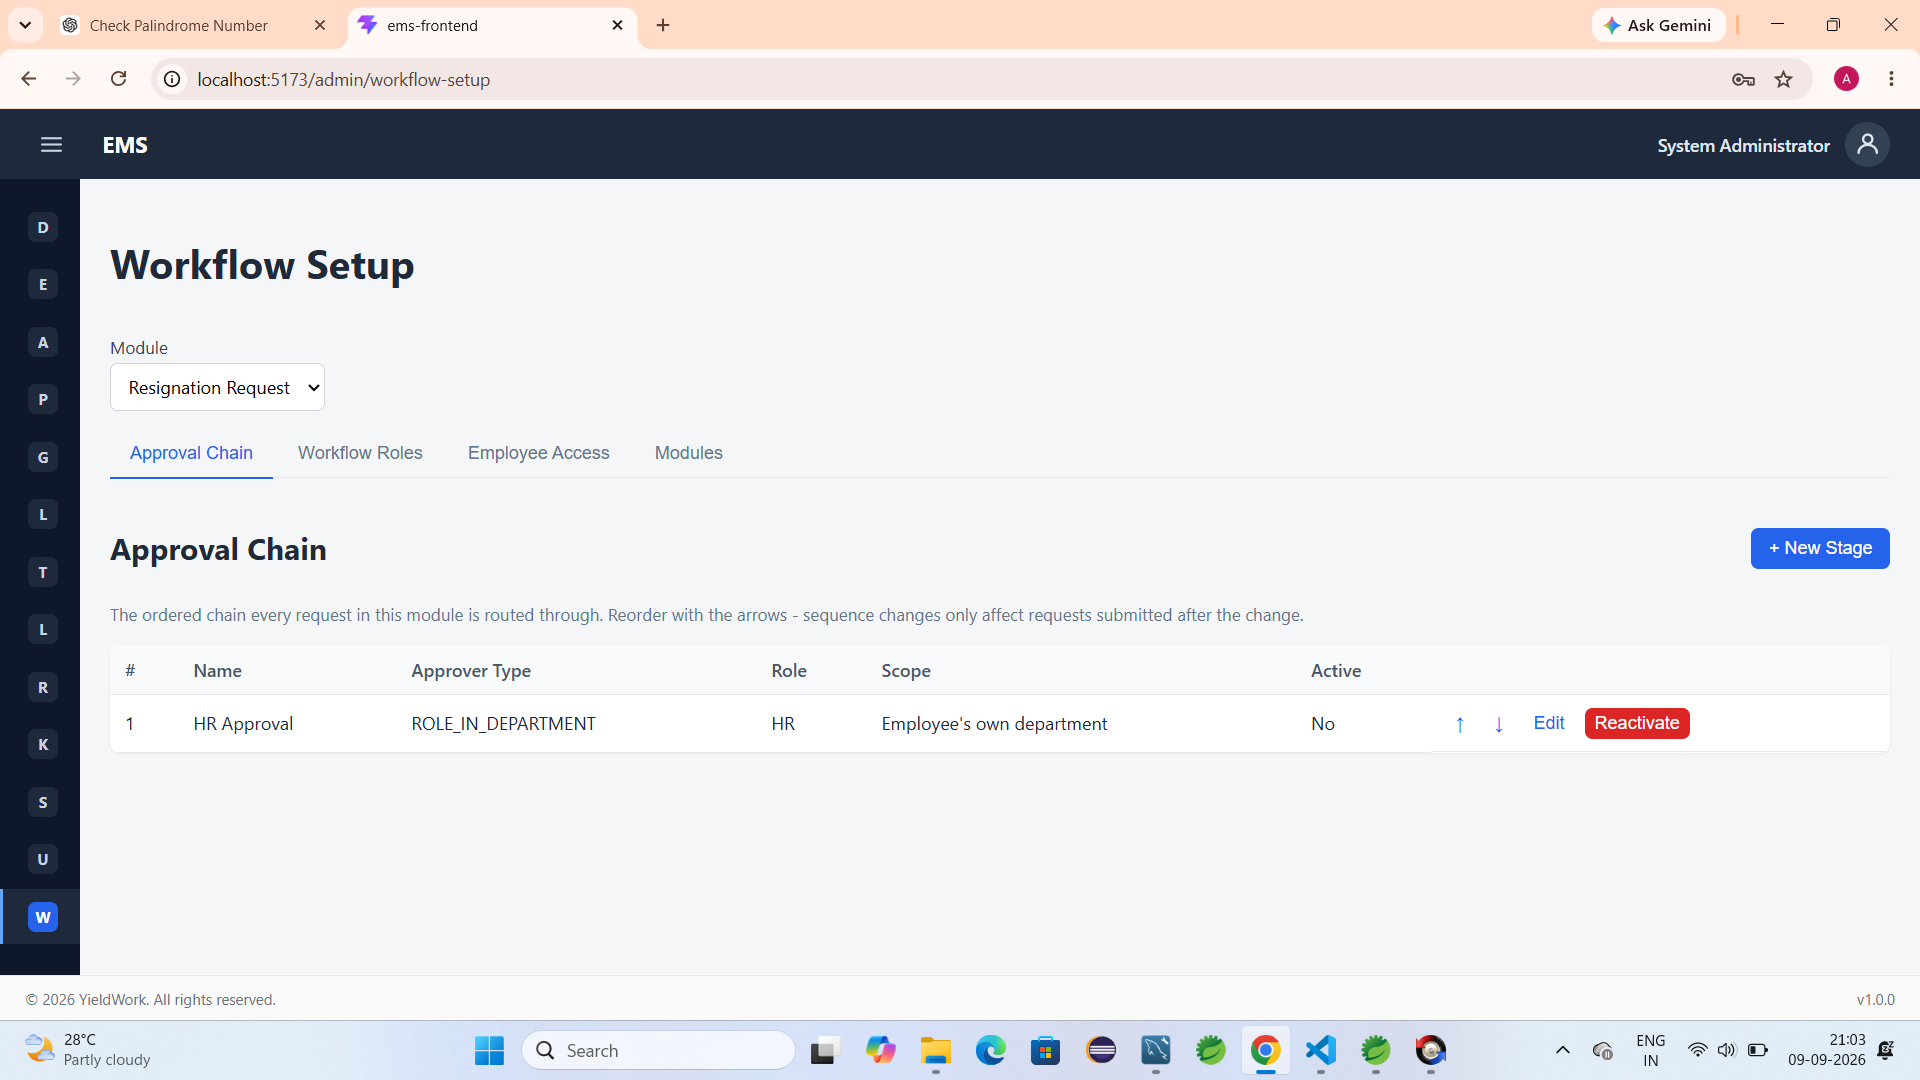 Check Palindrome Number
ems-frontend
Ask Gemini
localhost:5173/admin/workflow-setup
A
EMS
System Administrator
D
E
A
P
G
L
T
L
R
K
S
U
W
Workflow Setup
Module
Resignation Request
Approval Chain Workflow Roles Employee Access Modules
Approval Chain
+ New Stage
The ordered chain every request in this module is routed through. Reorder with the arrows - sequence changes only affect requests submitted after the change.
# Name Approver Type Role Scope Active
1 HR Approval ROLE_IN_DEPARTMENT HR Employee's own department No ↑ ↓ Edit Reactivate
© 2026 YieldWork. All rights reserved.
v1.0.0
28°C
Partly cloudy
Search
ENG
IN
21:03
09-09-2026